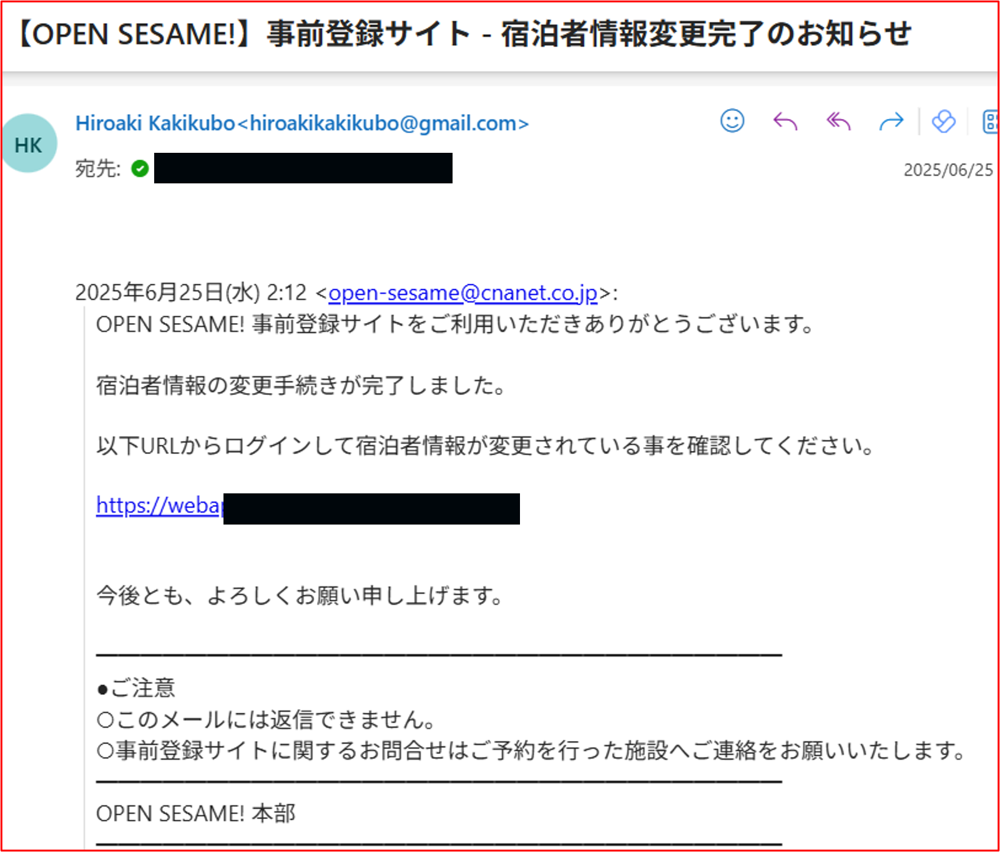 【OPEN SESAME!】事前登録サイト - 宿泊者情報変更完了のお知らせ
HK
Hiroaki Kakikubo<hiroakikakikubo@gmail.com>
宛先:
2025/06/25
2025年6月25日(水) 2:12 <open-sesame@cnanet.co.jp>:
OPEN SESAME! 事前登録サイトをご利用いただきありがとうございます。
宿泊者情報の変更手続きが完了しました。
以下URLからログインして宿泊者情報が変更されている事を確認してください。
https://weba
今後とも、よろしくお願い申し上げます。
●ご注意
○このメールには返信できません。
○事前登録サイトに関するお問合せはご予約を行った施設へご連絡をお願いいたします。
OPEN SESAME! 本部